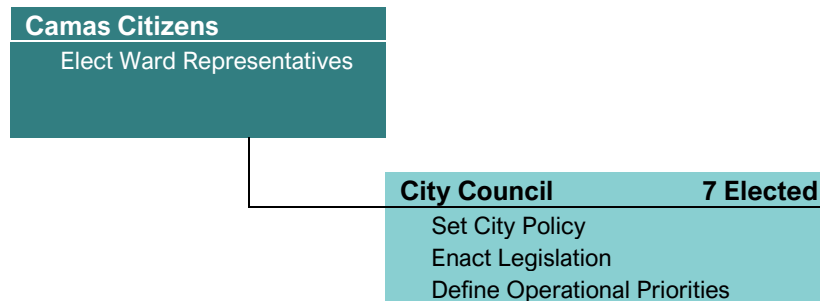 Camas Citizens
Elect Ward Representatives
City Council 7 Elected
Set City Policy
Enact Legislation
Define Operational Priorities